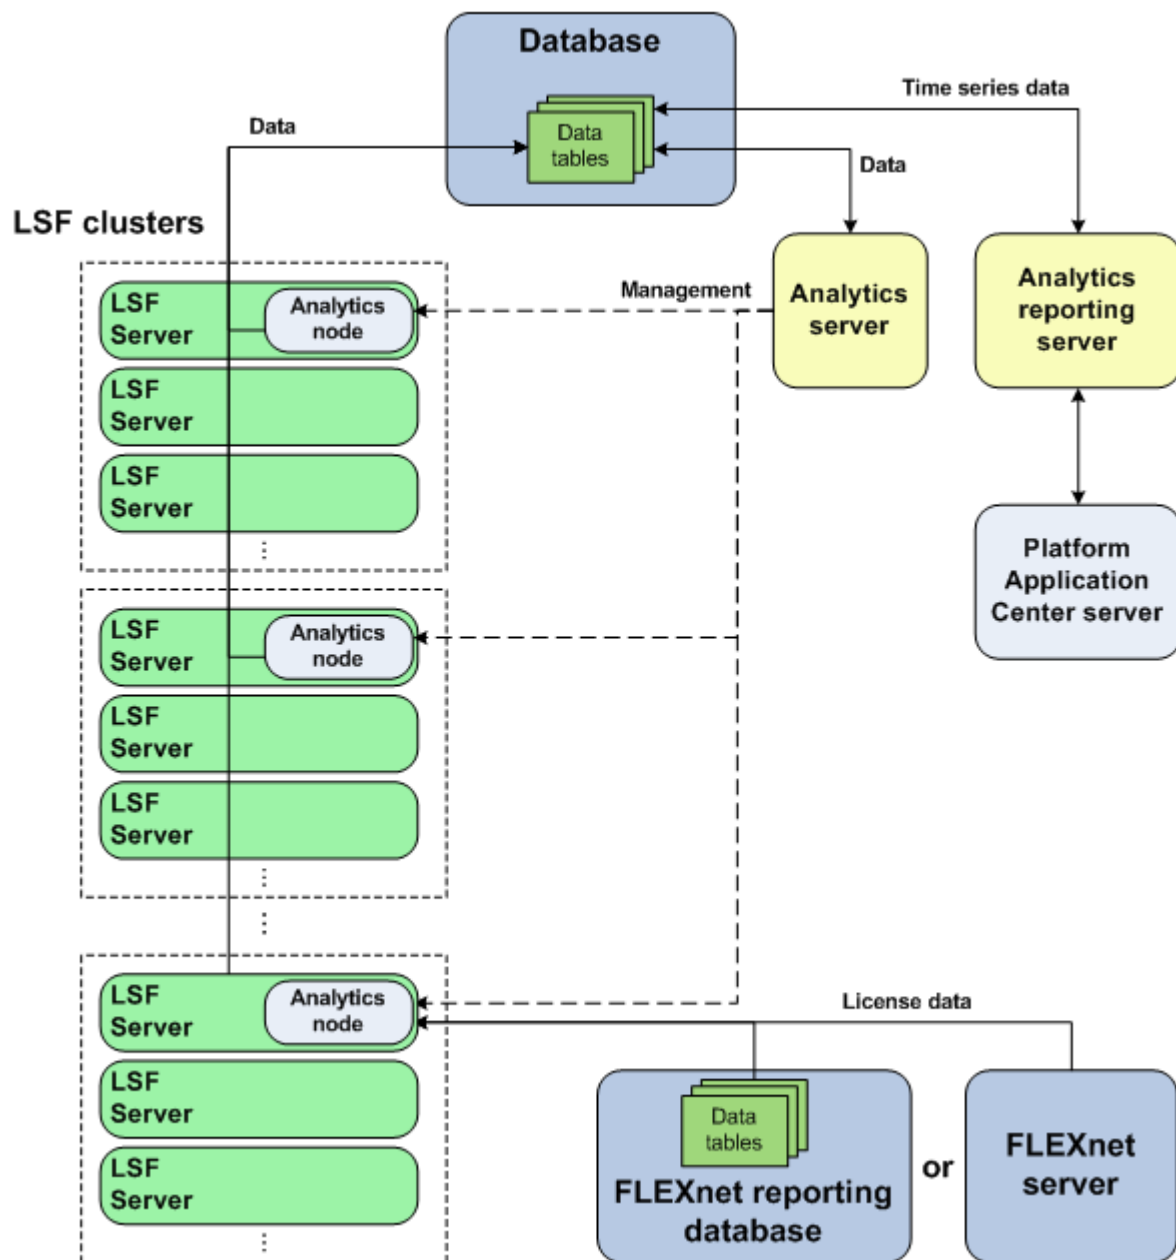 Database
Time series data
Data
Data
tables
Data
LSF clusters
Management
Analytics
server
Analytics
reporting
server
LSF
Server
Analytics
node
LSF
Server
LSF
Server
Platform
Application
Center server
LSF
Server
Analytics
node
LSF
Server
LSF
Server
LSF
Server
Analytics
node
License data
LSF
Server
LSF
Server
Data
tables
FLEXnet reporting
database
or
FLEXnet
server